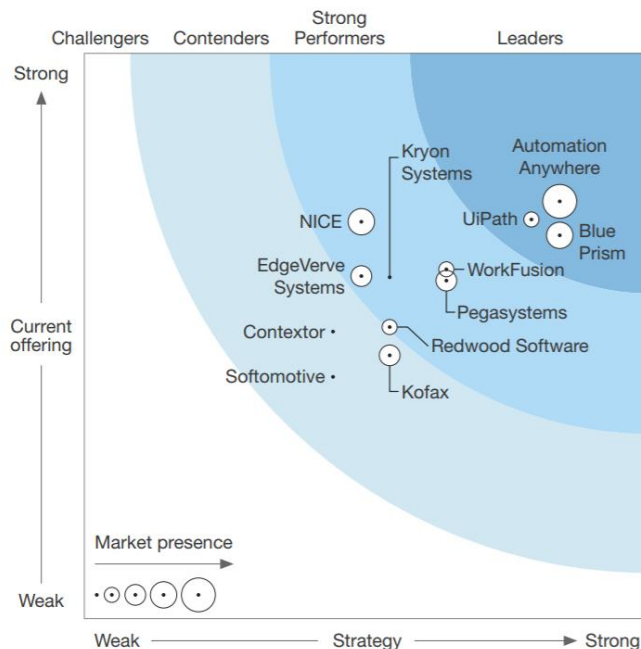 Challengers
Contenders
Strong
Performers
Leaders
Strong
Current
offering
Weak
Kryon
Systems
Automation
Anywhere
NICE
UiPath
Blue
Prism
EdgeVerve
Systems
WorkFusion
Pegasystems
Contextor
Redwood Software
Softomotive
Kofax
Market presence
Weak
Strategy
Strong